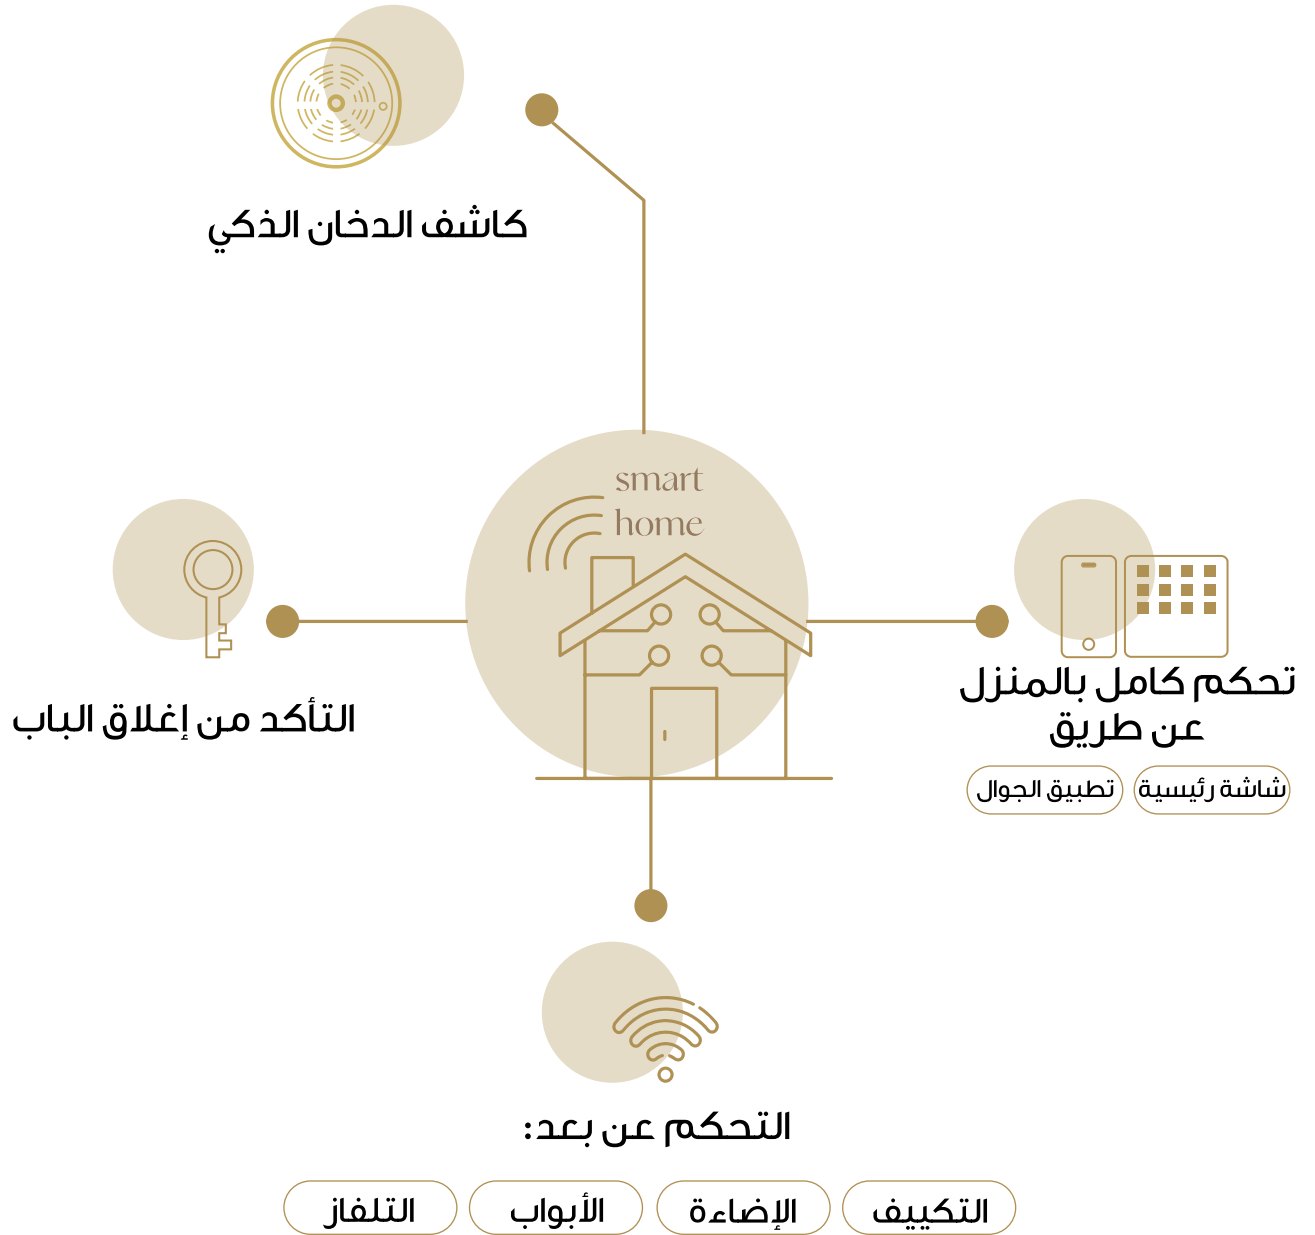 كاشف الدخان الذكي
smart
home
تحكم كامل بالمنزل
عن طريق
شاشة رئيسية
تطبيق الجوال
التأكد من إغلاق الباب
التحكم عن بعد:
التكييف
الإضاءة
الأبواب
التلفاز